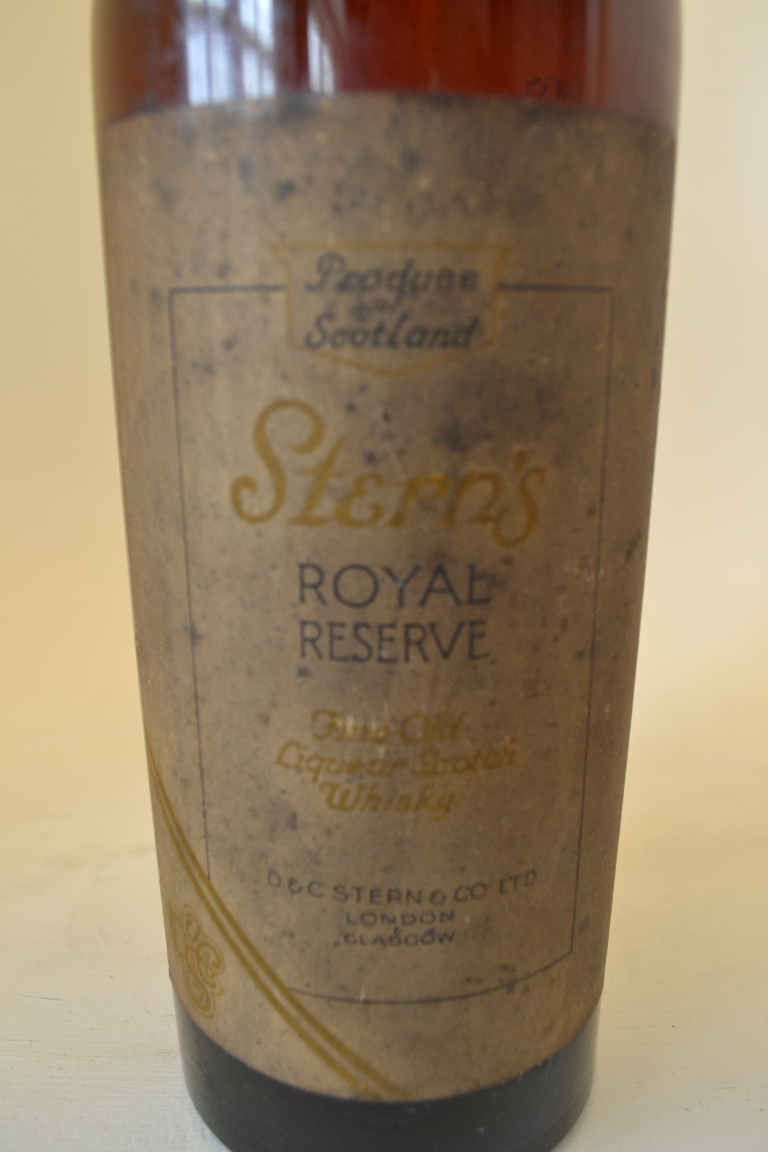 Produce
of
Scotland
Stern's
ROYAL
RESERVE
Fine Old
Liqueur Scotch
Whisky
D & C STERN & CO LTD
LONDON
&
GLASGOW